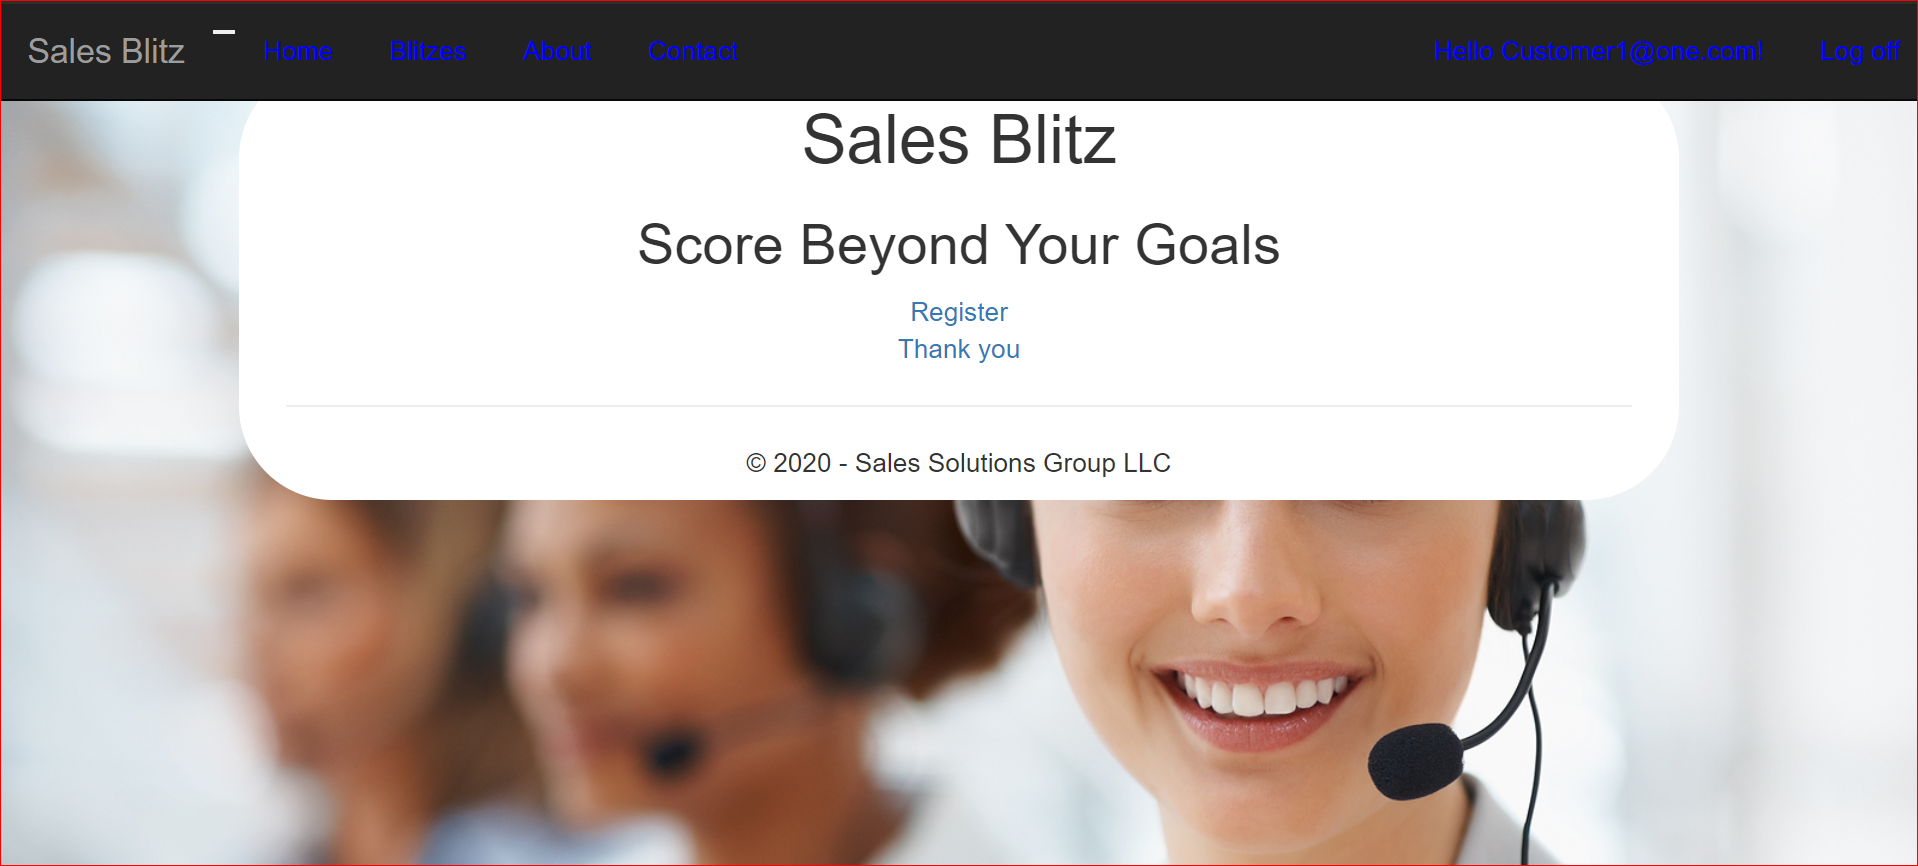 Sales Blitz Home Blitzes About Contact Hello Customer1@one.com! Log off
Sales Blitz
Score Beyond Your Goals
Register
Thank you
© 2020 - Sales Solutions Group LLC